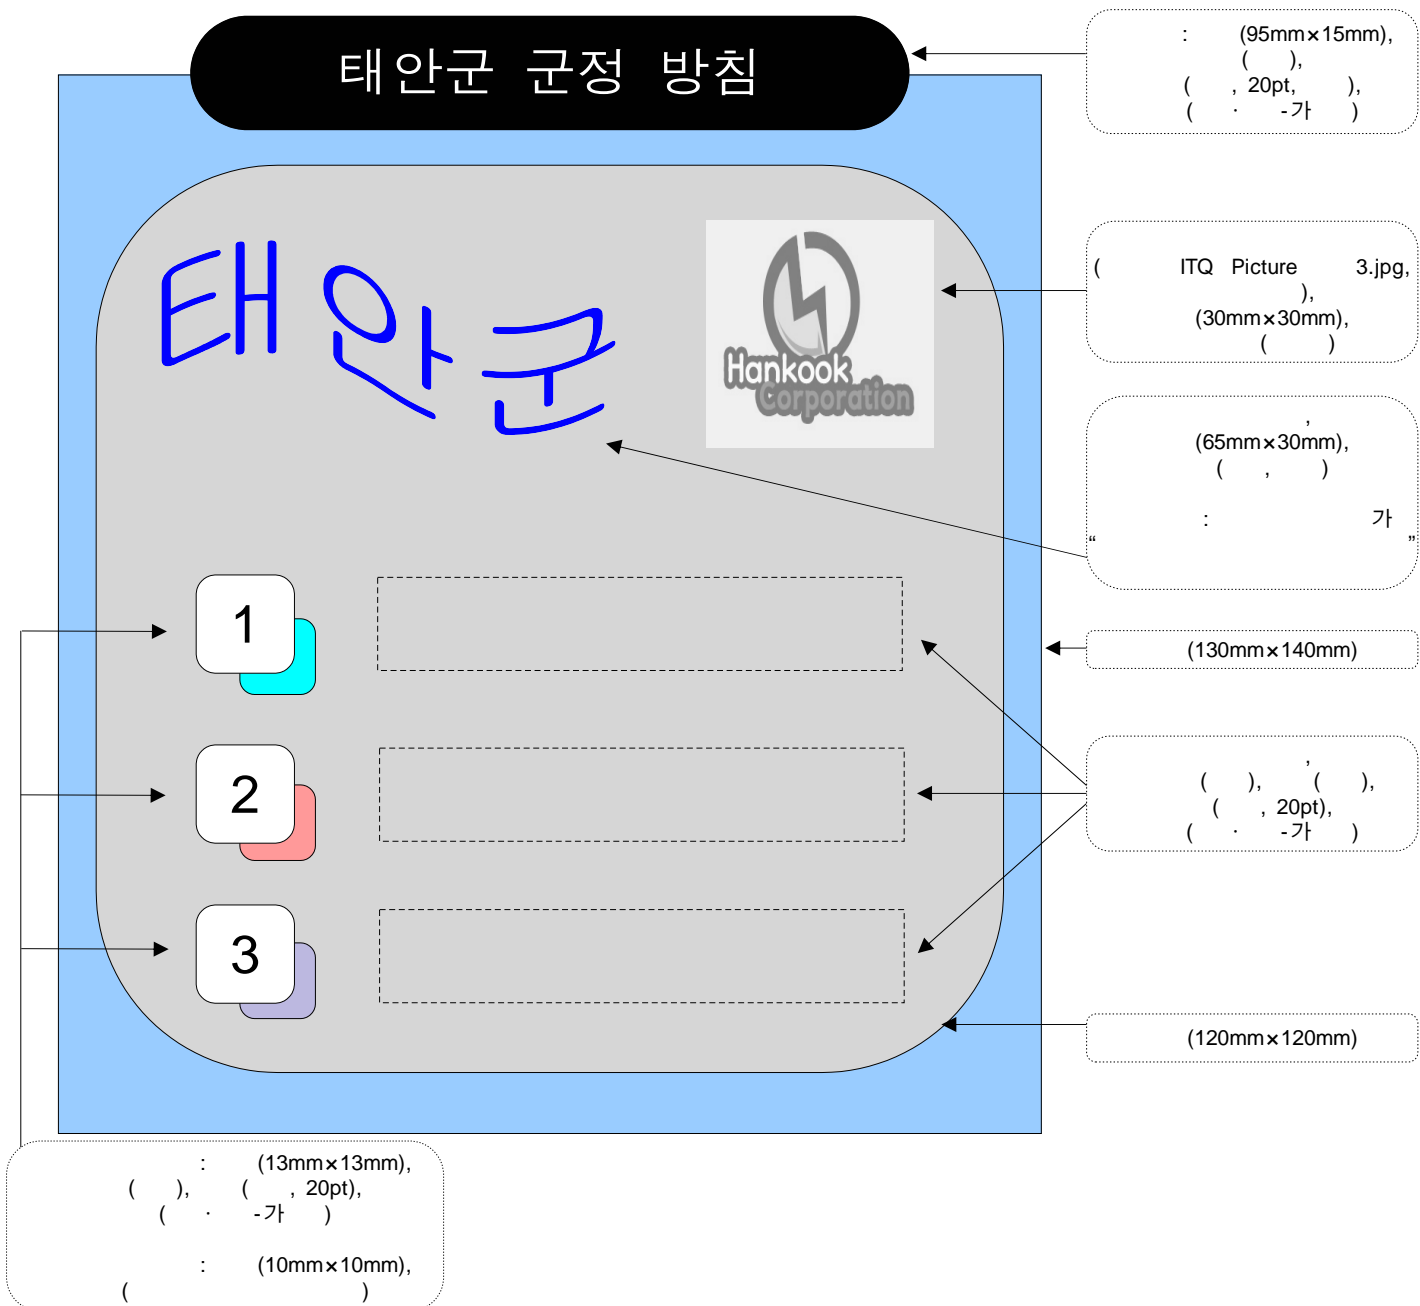 태안군 군정 방침
: (95mm×15mm),
( ),
( , 20pt, ),
( · -가 )
태안군
Hankook
Corporation
( ITQ Picture 3.jpg,
),
(30mm×30mm),
( )
,
(65mm×30mm),
( , )
: 가
“ ”
1
(130mm×140mm)
2
,
( ), ( ),
( , 20pt),
( · -가 )
3
(120mm×120mm)
: (13mm×13mm),
( ), ( , 20pt),
( · -가 )
: (10mm×10mm),
( )